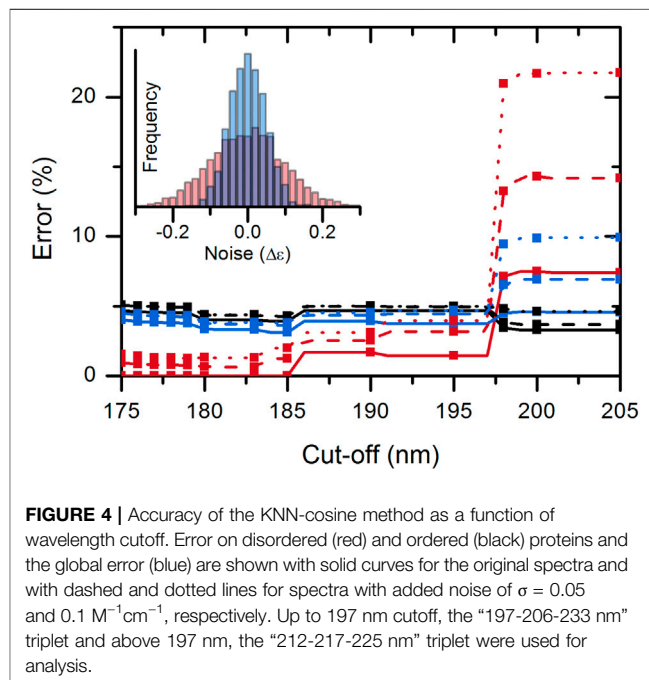 20
10
0
Error (%)
Frequency
-0.2 0.0 0.2
Noise (Δε)
175 180 185 190 195 200 205
Cut-off (nm)
FIGURE 4 | Accuracy of the KNN-cosine method as a function of
wavelength cutoff. Error on disordered (red) and ordered (black) proteins and
the global error (blue) are shown with solid curves for the original spectra and
with dashed and dotted lines for spectra with added noise of σ = 0.05
and 0.1 M⁻¹cm⁻¹, respectively. Up to 197 nm cutoff, the “197-206-233 nm”
triplet and above 197 nm, the “212-217-225 nm” triplet were used for
analysis.